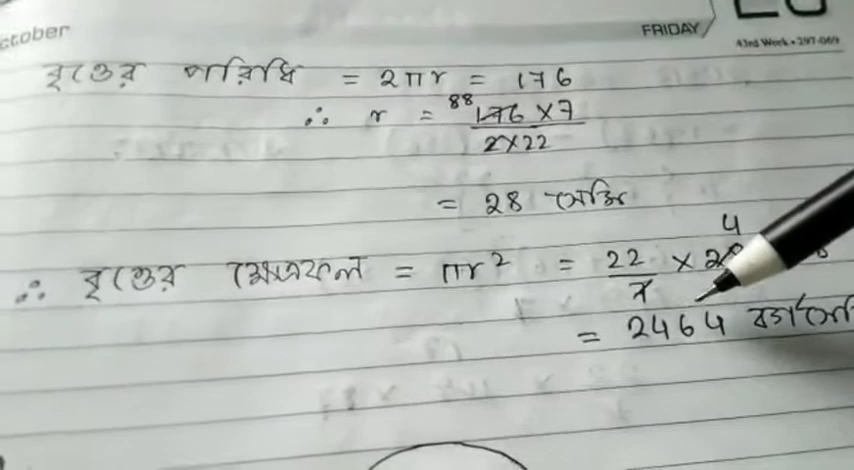 ctober
FRIDAY
43rd Week • 297-069
বৃত্তের পরিধি = 2πr = 176
∴ r = 88 176 × 7
2×22
= 28 সেমি
4
∴ বৃত্তের ক্ষেত্রফল = πr² = 22 × 28
7
= 2464 বর্গসেমি